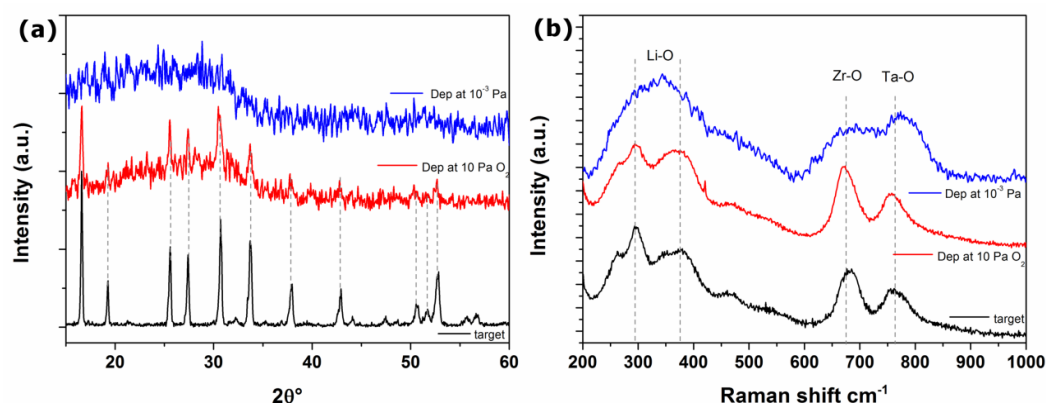 (a)
Intensity (a.u.)
Dep at 10⁻³ Pa
Dep at 10 Pa O₂
target
20 30 40 50 60
2θ°
(b)
Intensity (a.u.)
Li-O
Zr-O Ta-O
Dep at 10⁻³ Pa
Dep at 10 Pa O₂
target
200 300 400 500 600 700 800 900 1000
Raman shift cm⁻¹